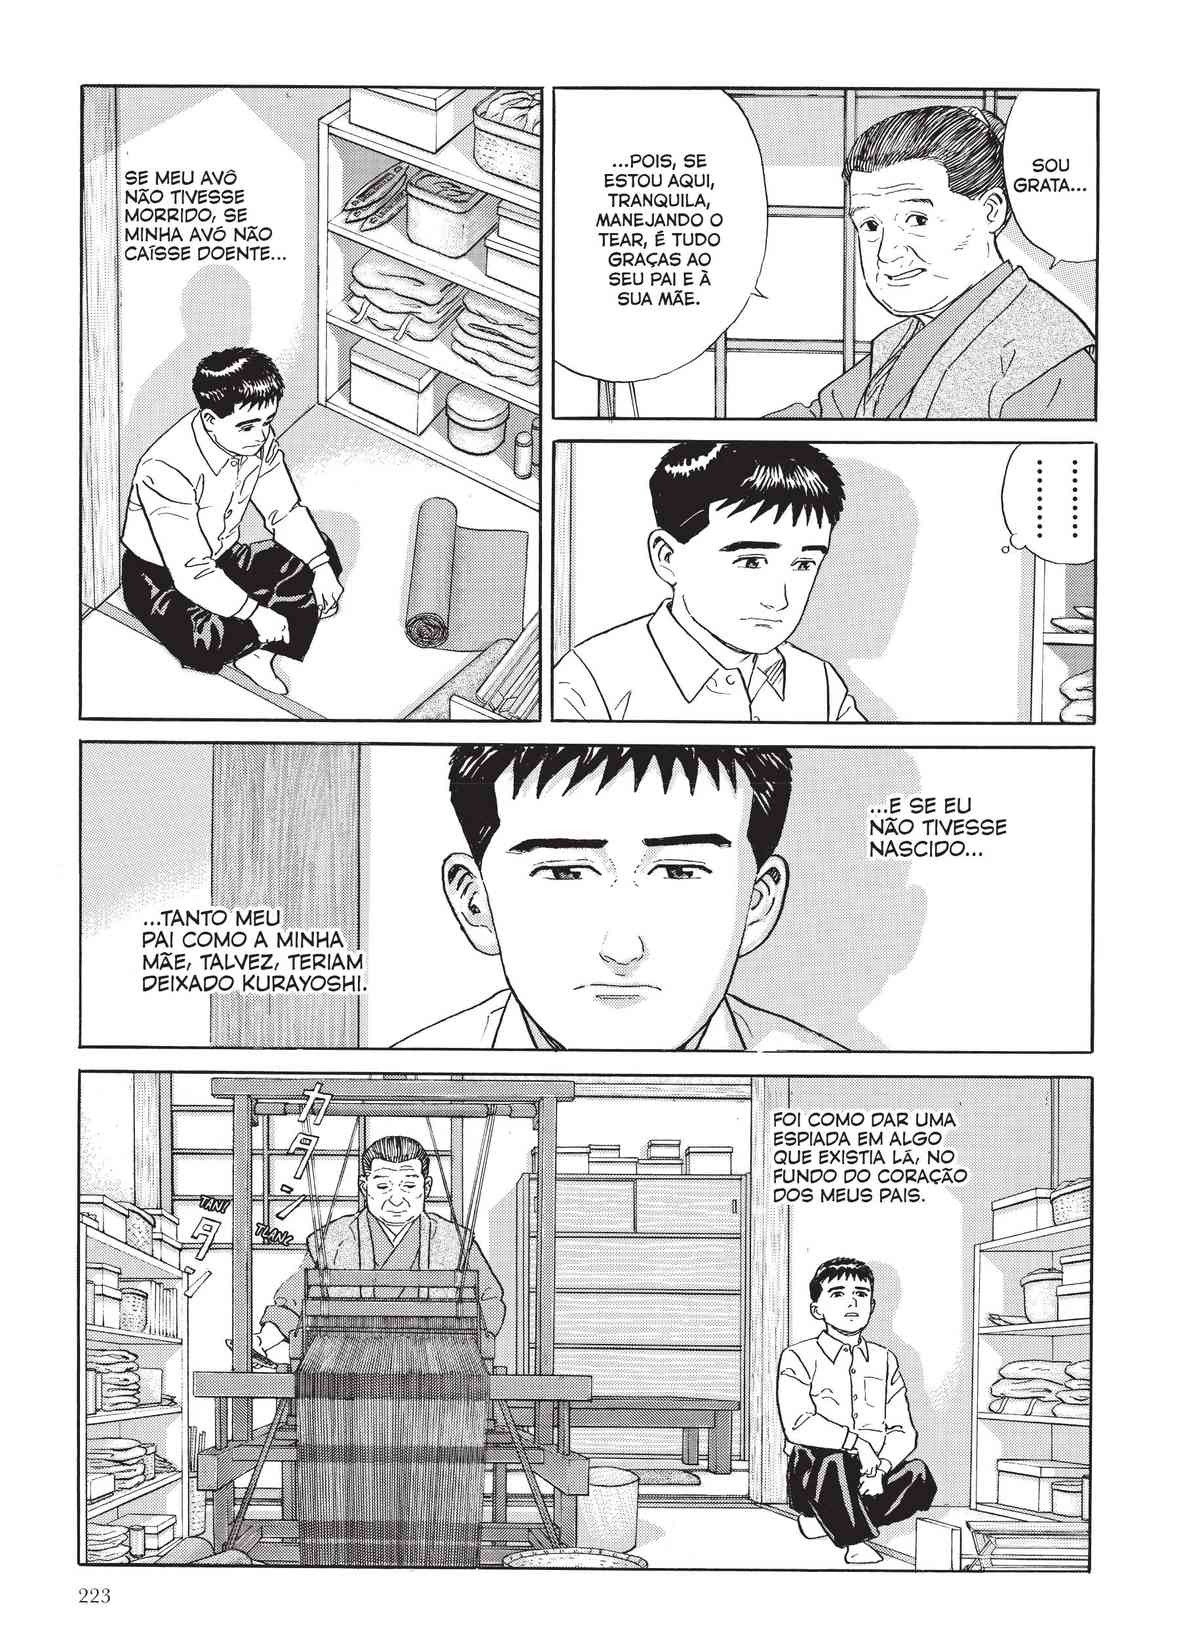 SOU
GRATA...
...POIS, SE
ESTOU AQUI,
TRANQUILA,
MANEJANDO O
TEAR, É TUDO
GRAÇAS AO
SEU PAI E À
SUA MÃE.
SE MEU AVÔ
NÃO TIVESSE
MORRIDO, SE
MINHA AVÓ NÃO
CAÍSSE DOENTE...
...E SE EU
NÃO TIVESSE
NASCIDO...
...TANTO MEU
PAI COMO A MINHA
MÃE, TALVEZ, TERIAM
DEIXADO KURAYOSHI.
FOI COMO DAR UMA
ESPIADA EM ALGO
QUE EXISTIA LÁ, NO
FUNDO DO CORAÇÃO
DOS MEUS PAIS.
カタン
TLANC
タン
TANC
223